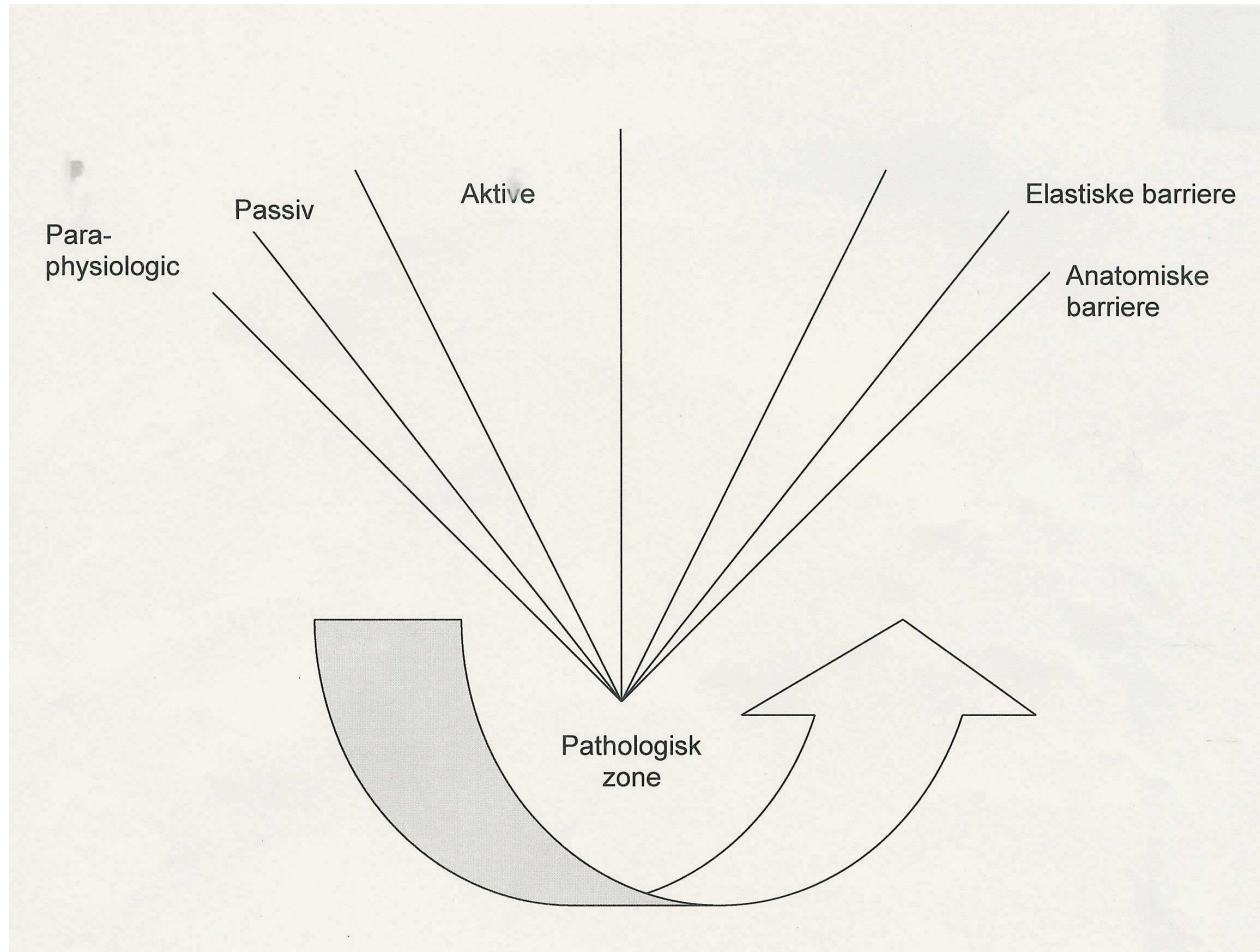 Aktive
Elastiske barriere
Passiv
Para-
physiologic
Anatomiske
barriere
Pathologisk
zone